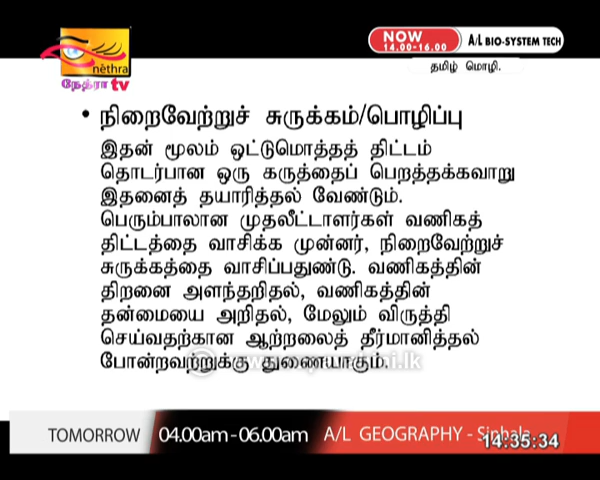 nēthra
நேத்ரா tv
NOW
14.00-16.00
A/L BIO-SYSTEM TECH
தமிழ் மொழி.
• நிறைவேற்றுச் சுருக்கம்/பொழிப்பு
இதன் மூலம் ஒட்டுமொத்தத் திட்டம்
தொடர்பான ஒரு கருத்தைப் பெறத்தக்கவாறு
இதனைத் தயாரித்தல் வேண்டும்.
பெரும்பாலான முதலீட்டாளர்கள் வணிகத்
திட்டத்தை வாசிக்க முன்னர், நிறைவேற்றுச்
சுருக்கத்தை வாசிப்பதுண்டு. வணிகத்தின்
திறனை அளந்தறிதல், வணிகத்தின்
தன்மையை அறிதல், மேலும் விருத்தி
செய்வதற்கான ஆற்றலைத் தீர்மானித்தல்
போன்றவற்றுக்கு துணையாகும்.
TOMORROW 04.00am - 06.00am A/L GEOGRAPHY - Sinhala
14:35:34